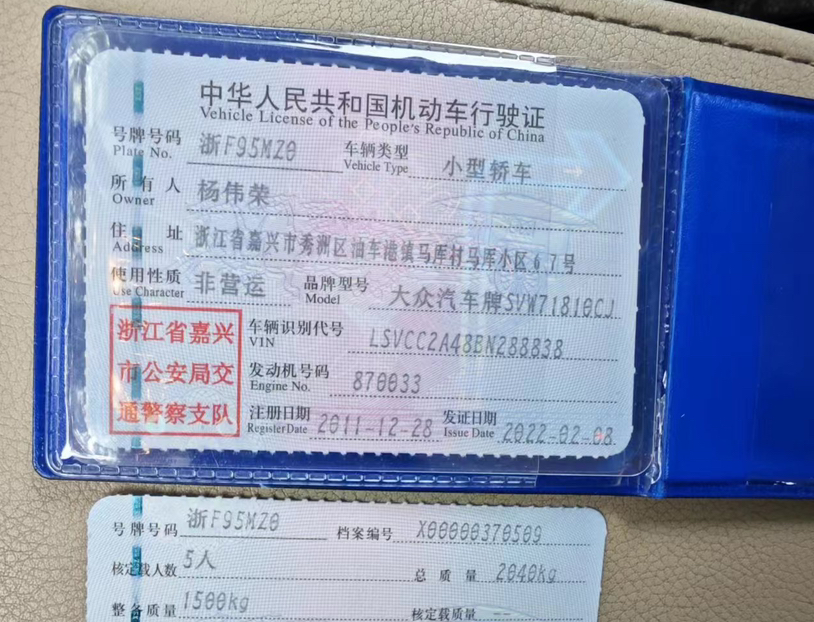 中华人民共和国机动车行驶证
Vehicle License of the People's Republic of China
号牌号码 浙F95MZ0 车辆类型 小型轿车
Plate No. Vehicle Type
所有人 杨伟荣
Owner
住址 浙江省嘉兴市秀洲区油车港镇马厍村马厍小区67号
Address
使用性质 非营运 品牌型号 大众汽车牌SVW71810CJ
Use Character Model
浙江省嘉兴
市公安局交
通警察支队
车辆识别代号 LSVCC2A48BN288838
VIN
发动机号码 870033
Engine No.
注册日期 2011-12-28 发证日期 2022-02-08
Register Date Issue Date
号牌号码 浙F95MZ0 档案编号 X00000370509
核定载人数 5人 总质量 2040kg
整备质量 1500kg 核定载质量 --